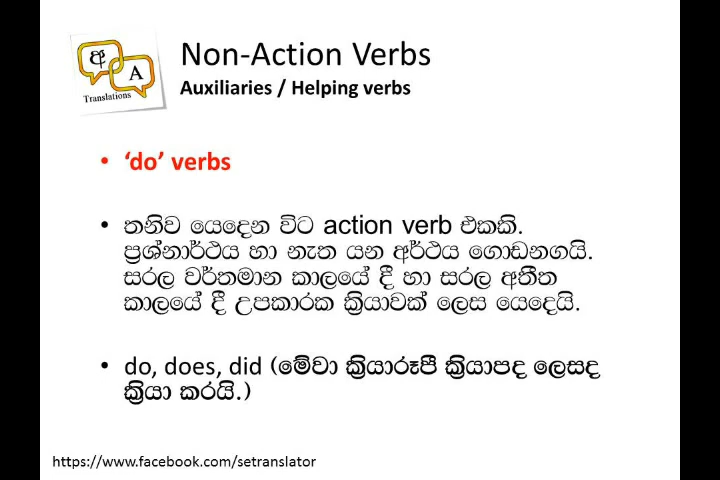 අ
A
Translations
Non-Action Verbs
Auxiliaries / Helping verbs
• ‘do’ verbs
• තනිව යෙදෙන විට action verb එකකි.
ප්‍රශ්නාර්ථය හා නැත යන අර්ථය ගොඩනගයි.
සරල වර්තමාන කාලයේ දී හා සරල අතීත
කාලයේ දී උපකාරක ක්‍රියාවක් ලෙස යෙදෙයි.
• do, does, did (මේවා ක්‍රියාරූපී ක්‍රියාපද ලෙසද
ක්‍රියා කරයි.)
https://www.facebook.com/setranslator